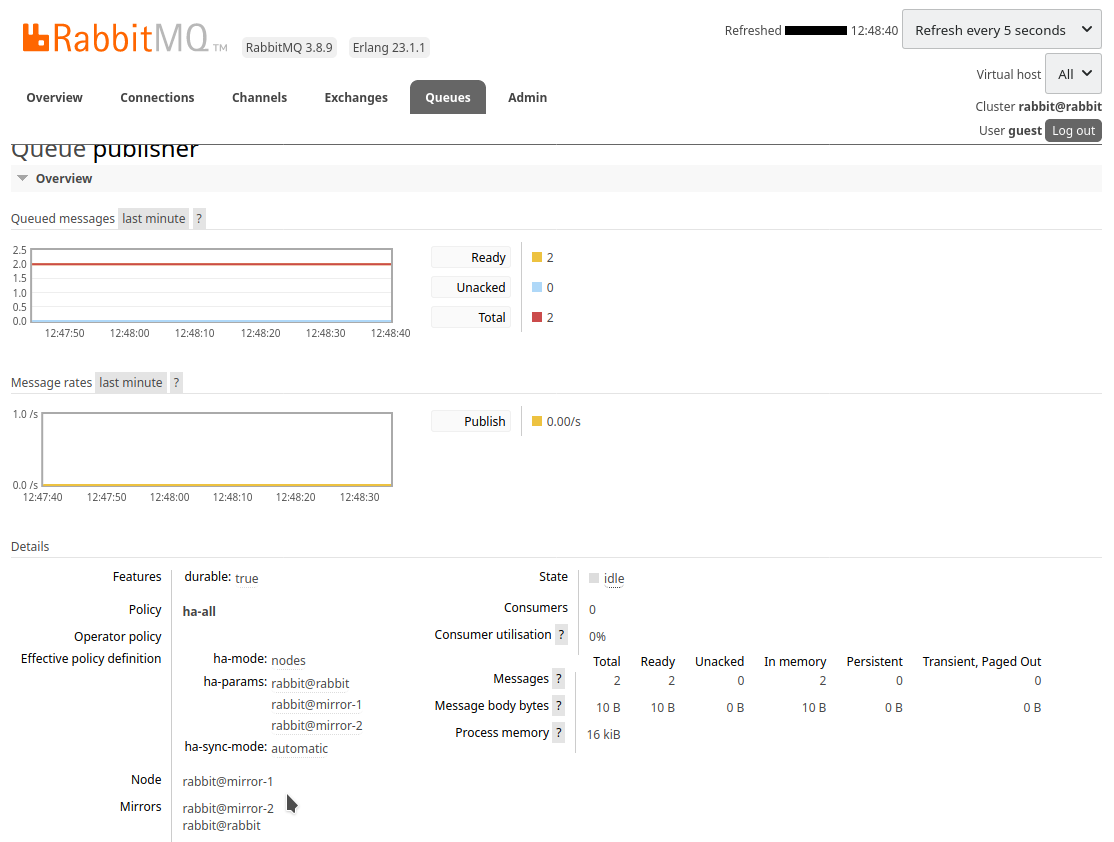 RabbitMQ TM RabbitMQ 3.8.9 Erlang 23.1.1
Refreshed 12:48:40 Refresh every 5 seconds
Virtual host All
Cluster rabbit@rabbit
User guest Log out
Overview Connections Channels Exchanges Queues Admin
Queue publisher
Overview
Queued messages last minute ?
2.5
2.0
1.5
1.0
0.5
0.0
12:47:50 12:48:00 12:48:10 12:48:20 12:48:30 12:48:40
Ready 2
Unacked 0
Total 2
Message rates last minute ?
1.0 /s
0.0 /s
12:47:40 12:47:50 12:48:00 12:48:10 12:48:20 12:48:30
Publish 0.00/s
Details
Features durable: true
Policy ha-all
Operator policy
Effective policy definition ha-mode: nodes
ha-params: rabbit@rabbit
rabbit@mirror-1
rabbit@mirror-2
ha-sync-mode: automatic
Node rabbit@mirror-1
Mirrors rabbit@mirror-2
rabbit@rabbit
State idle
Consumers 0
Consumer utilisation ? 0%
Total Ready Unacked In memory Persistent Transient, Paged Out
Messages ? 2 2 0 2 0 0
Message body bytes ? 10 B 10 B 0 B 10 B 0 B 0 B
Process memory ? 16 kiB